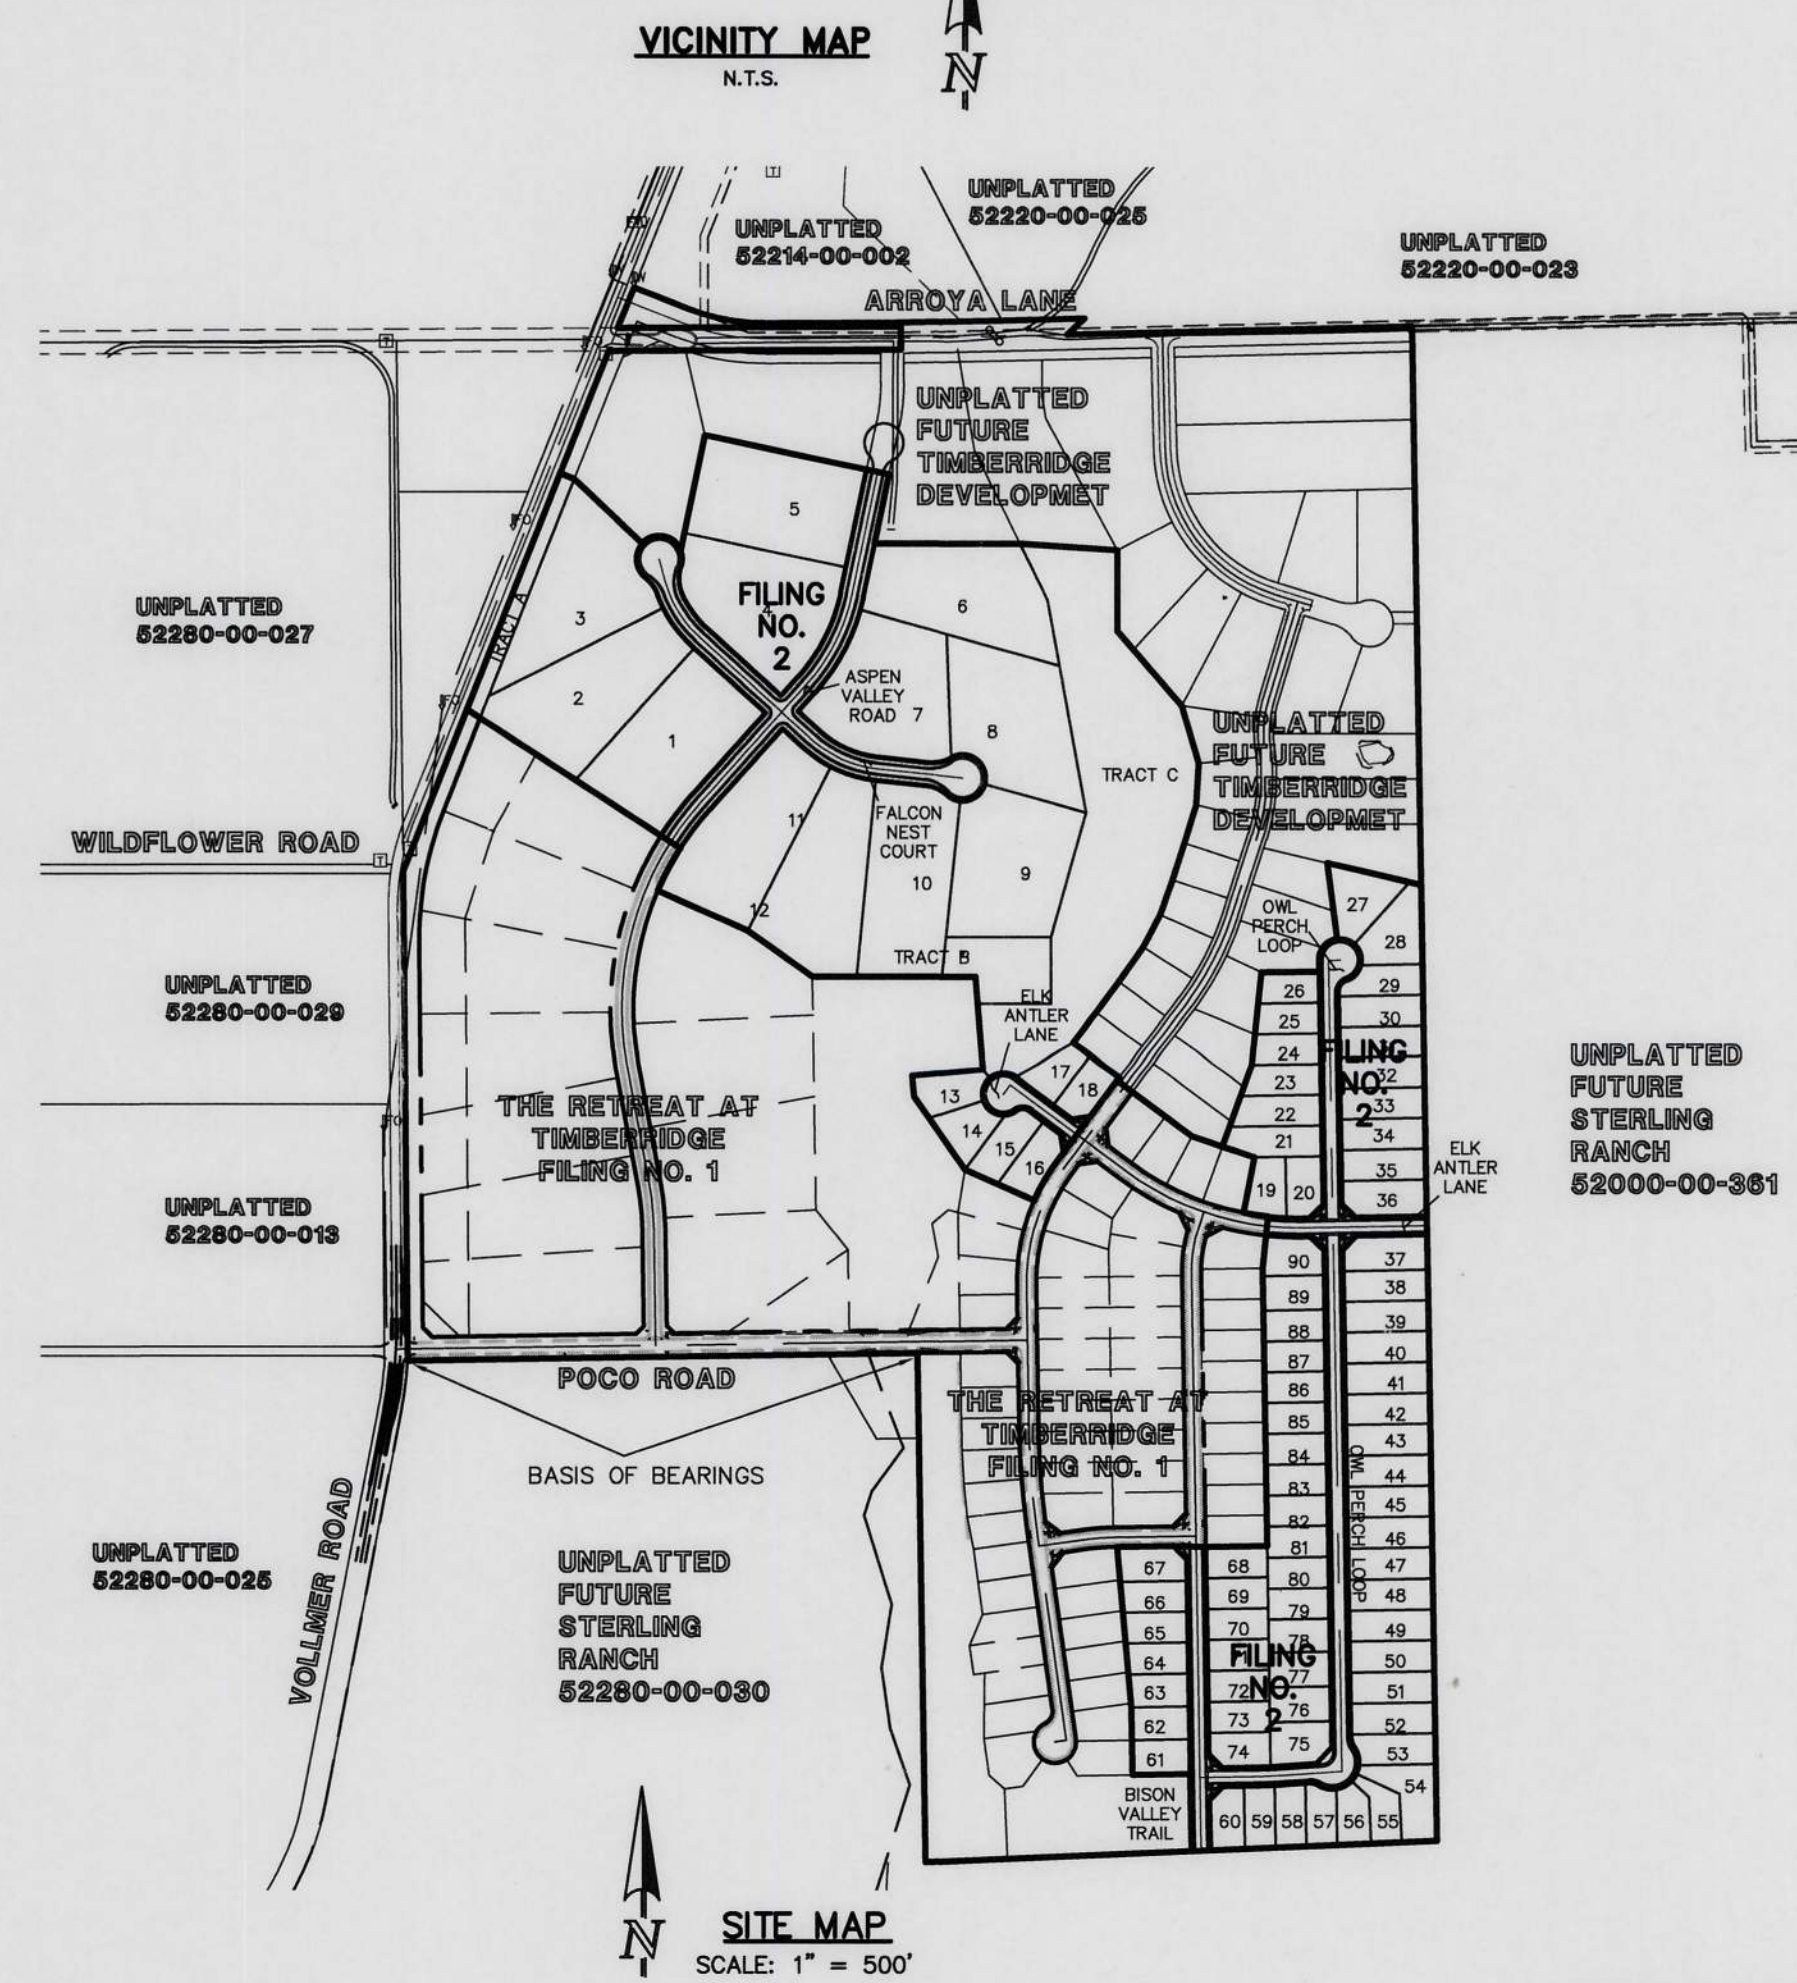 VICINITY MAP
N.T.S.
N
UNPLATTED
52220-00-025
UNPLATTED
52214-00-002
UNPLATTED
52220-00-023
ARROYA LANE
UNPLATTED
FUTURE
TIMBERRIDGE
DEVELOPMET
5
FILING
NO.
2
4
3
6
UNPLATTED
52280-00-027
TRACT A
2
1
ASPEN
VALLEY
ROAD
7
8
TRACT C
UNPLATTED
FUTURE
TIMBERRIDGE
DEVELOPMET
WILDFLOWER ROAD
11
FALCON
NEST
COURT
10
9
12
TRACT B
27
OWL
PERCH
LOOP
28
UNPLATTED
52280-00-029
ELK
ANTLER
LANE
26
29
25
30
24
FILING
NO.
2
32
23
33
22
34
21
35
19
20
36
UNPLATTED
FUTURE
STERLING
RANCH
52000-00-361
ELK
ANTLER
LANE
17
18
13
14
15
16
THE RETREAT AT
TIMBERRIDGE
FILING NO. 1
UNPLATTED
52280-00-013
90
37
89
38
88
39
87
40
86
41
85
42
84
43
83
44
82
45
81
46
80
47
79
48
78
49
77
50
76
51
75
52
53
54
OWL PERCH LOOP
POCO ROAD
BASIS OF BEARINGS
THE RETREAT AT
TIMBERRIDGE
FILING NO. 1
VOLLMER ROAD
UNPLATTED
52280-00-025
UNPLATTED
FUTURE
STERLING
RANCH
52280-00-030
67
68
66
69
65
70
64
71
63
72
62
73
61
74
FILING
NO.
2
BISON
VALLEY
TRAIL
60
59
58
57
56
55
N
SITE MAP
SCALE: 1" = 500'